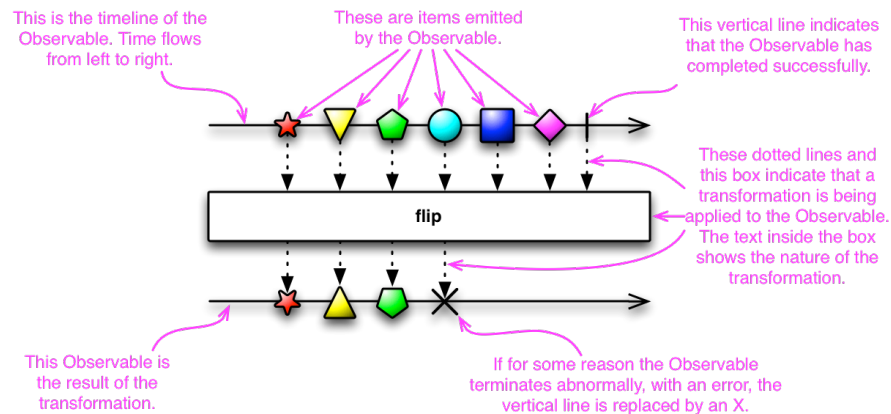 This is the timeline of the
Observable. Time flows
from left to right.
These are items emitted
by the Observable.
This vertical line indicates
that the Observable has
completed successfully.
These dotted lines and
this box indicate that a
transformation is being
applied to the Observable.
The text inside the box
shows the nature of the
transformation.
flip
This Observable is
the result of the
transformation.
If for some reason the Observable
terminates abnormally, with an error, the
vertical line is replaced by an X.